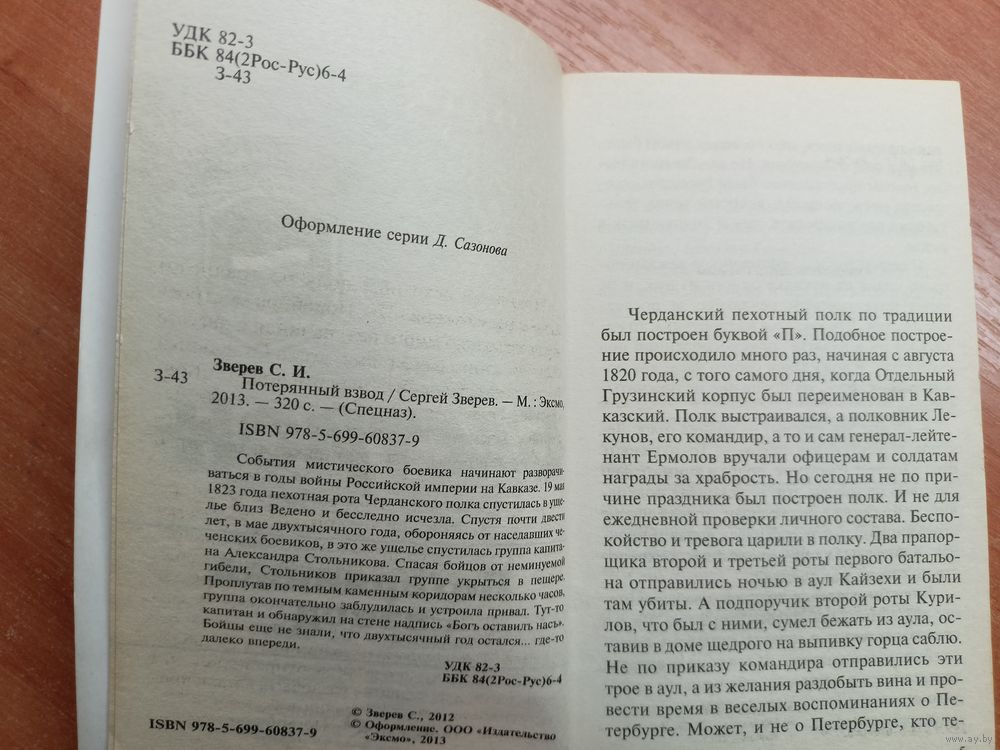 УДК 82-3
ББК 84(2Рос-Рус)6-4
З-43
Оформление серии Д. Сазонова
Зверев С. И.
З-43 Потерянный взвод / Сергей Зверев. — М. : Эксмо,
2013. — 320 с. — (Спецназ).
ISBN 978-5-699-60837-9
События мистического боевика начинают разворачи-
ваться в годы войны Российской империи на Кавказе. 19 мая
1823 года пехотная рота Черданского полка спустилась в уще-
лье близ Ведено и бесследно исчезла. Спустя почти двести
лет, в мае двухтысячного года, обороняясь от наседавших че-
ченских боевиков, в это же ущелье спустилась группа капита-
на Александра Стольникова. Спасая бойцов от неминуемой
гибели, Стольников приказал группе укрыться в пещере.
Проплутав по темным каменным коридорам несколько часов,
группа окончательно заблудилась и устроила привал. Тут-то
капитан и обнаружил на стене надпись «Богъ оставилъ насъ».
Бойцы еще не знали, что двухтысячный год остался... где-то
далеко впереди.
УДК 82-3
ББК 84(2Рос-Рус)6-4
© Зверев С., 2012
© Оформление. ООО «Издательство
«Эксмо», 2013
ISBN 978-5-699-60837-9
Черданский пехотный полк по традиции
был построен буквой «П». Подобное построе-
ние происходило много раз, начиная с августа
1820 года, с того самого дня, когда Отдельный
Грузинский корпус был переименован в Кав-
казский. Полк выстраивался, а полковник Ле-
кунов, его командир, а то и сам генерал-лейте-
нант Ермолов вручали офицерам и солдатам
награды за храбрость. Но сегодня не по при-
чине праздника был построен полк. И не для
ежедневной проверки личного состава. Беспо-
койство и тревога царили в полку. Два прапор-
щика второй и третьей роты первого батальо-
на отправились ночью в аул Кайзехи и были
там убиты. А подпоручик второй роты Кури-
лов, что был с ними, сумел бежать из аула, ос-
тавив в доме щедрого на выпивку горца саблю.
Не по приказу командира отправились эти
трое в аул, а из желания раздобыть вина и про-
вести время в веселых воспоминаниях о Пе-
тербурге. Может, и не о Петербурге, кто те-
www.ay.by